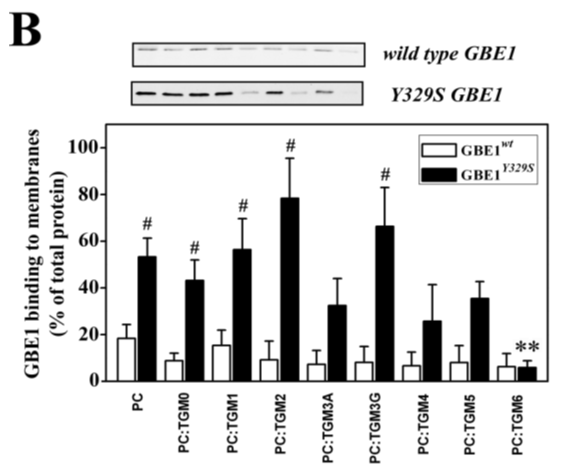 B
wild type GBE1
Y329S GBE1
GBE1 binding to membranes
(% of total protein)
100
80
60
40
20
0
GBE1wt
GBE1Y329S
#
#
#
#
#
**
PC
PC:TGM0
PC:TGM1
PC:TGM2
PC:TGM3A
PC:TGM3G
PC:TGM4
PC:TGM5
PC:TGM6